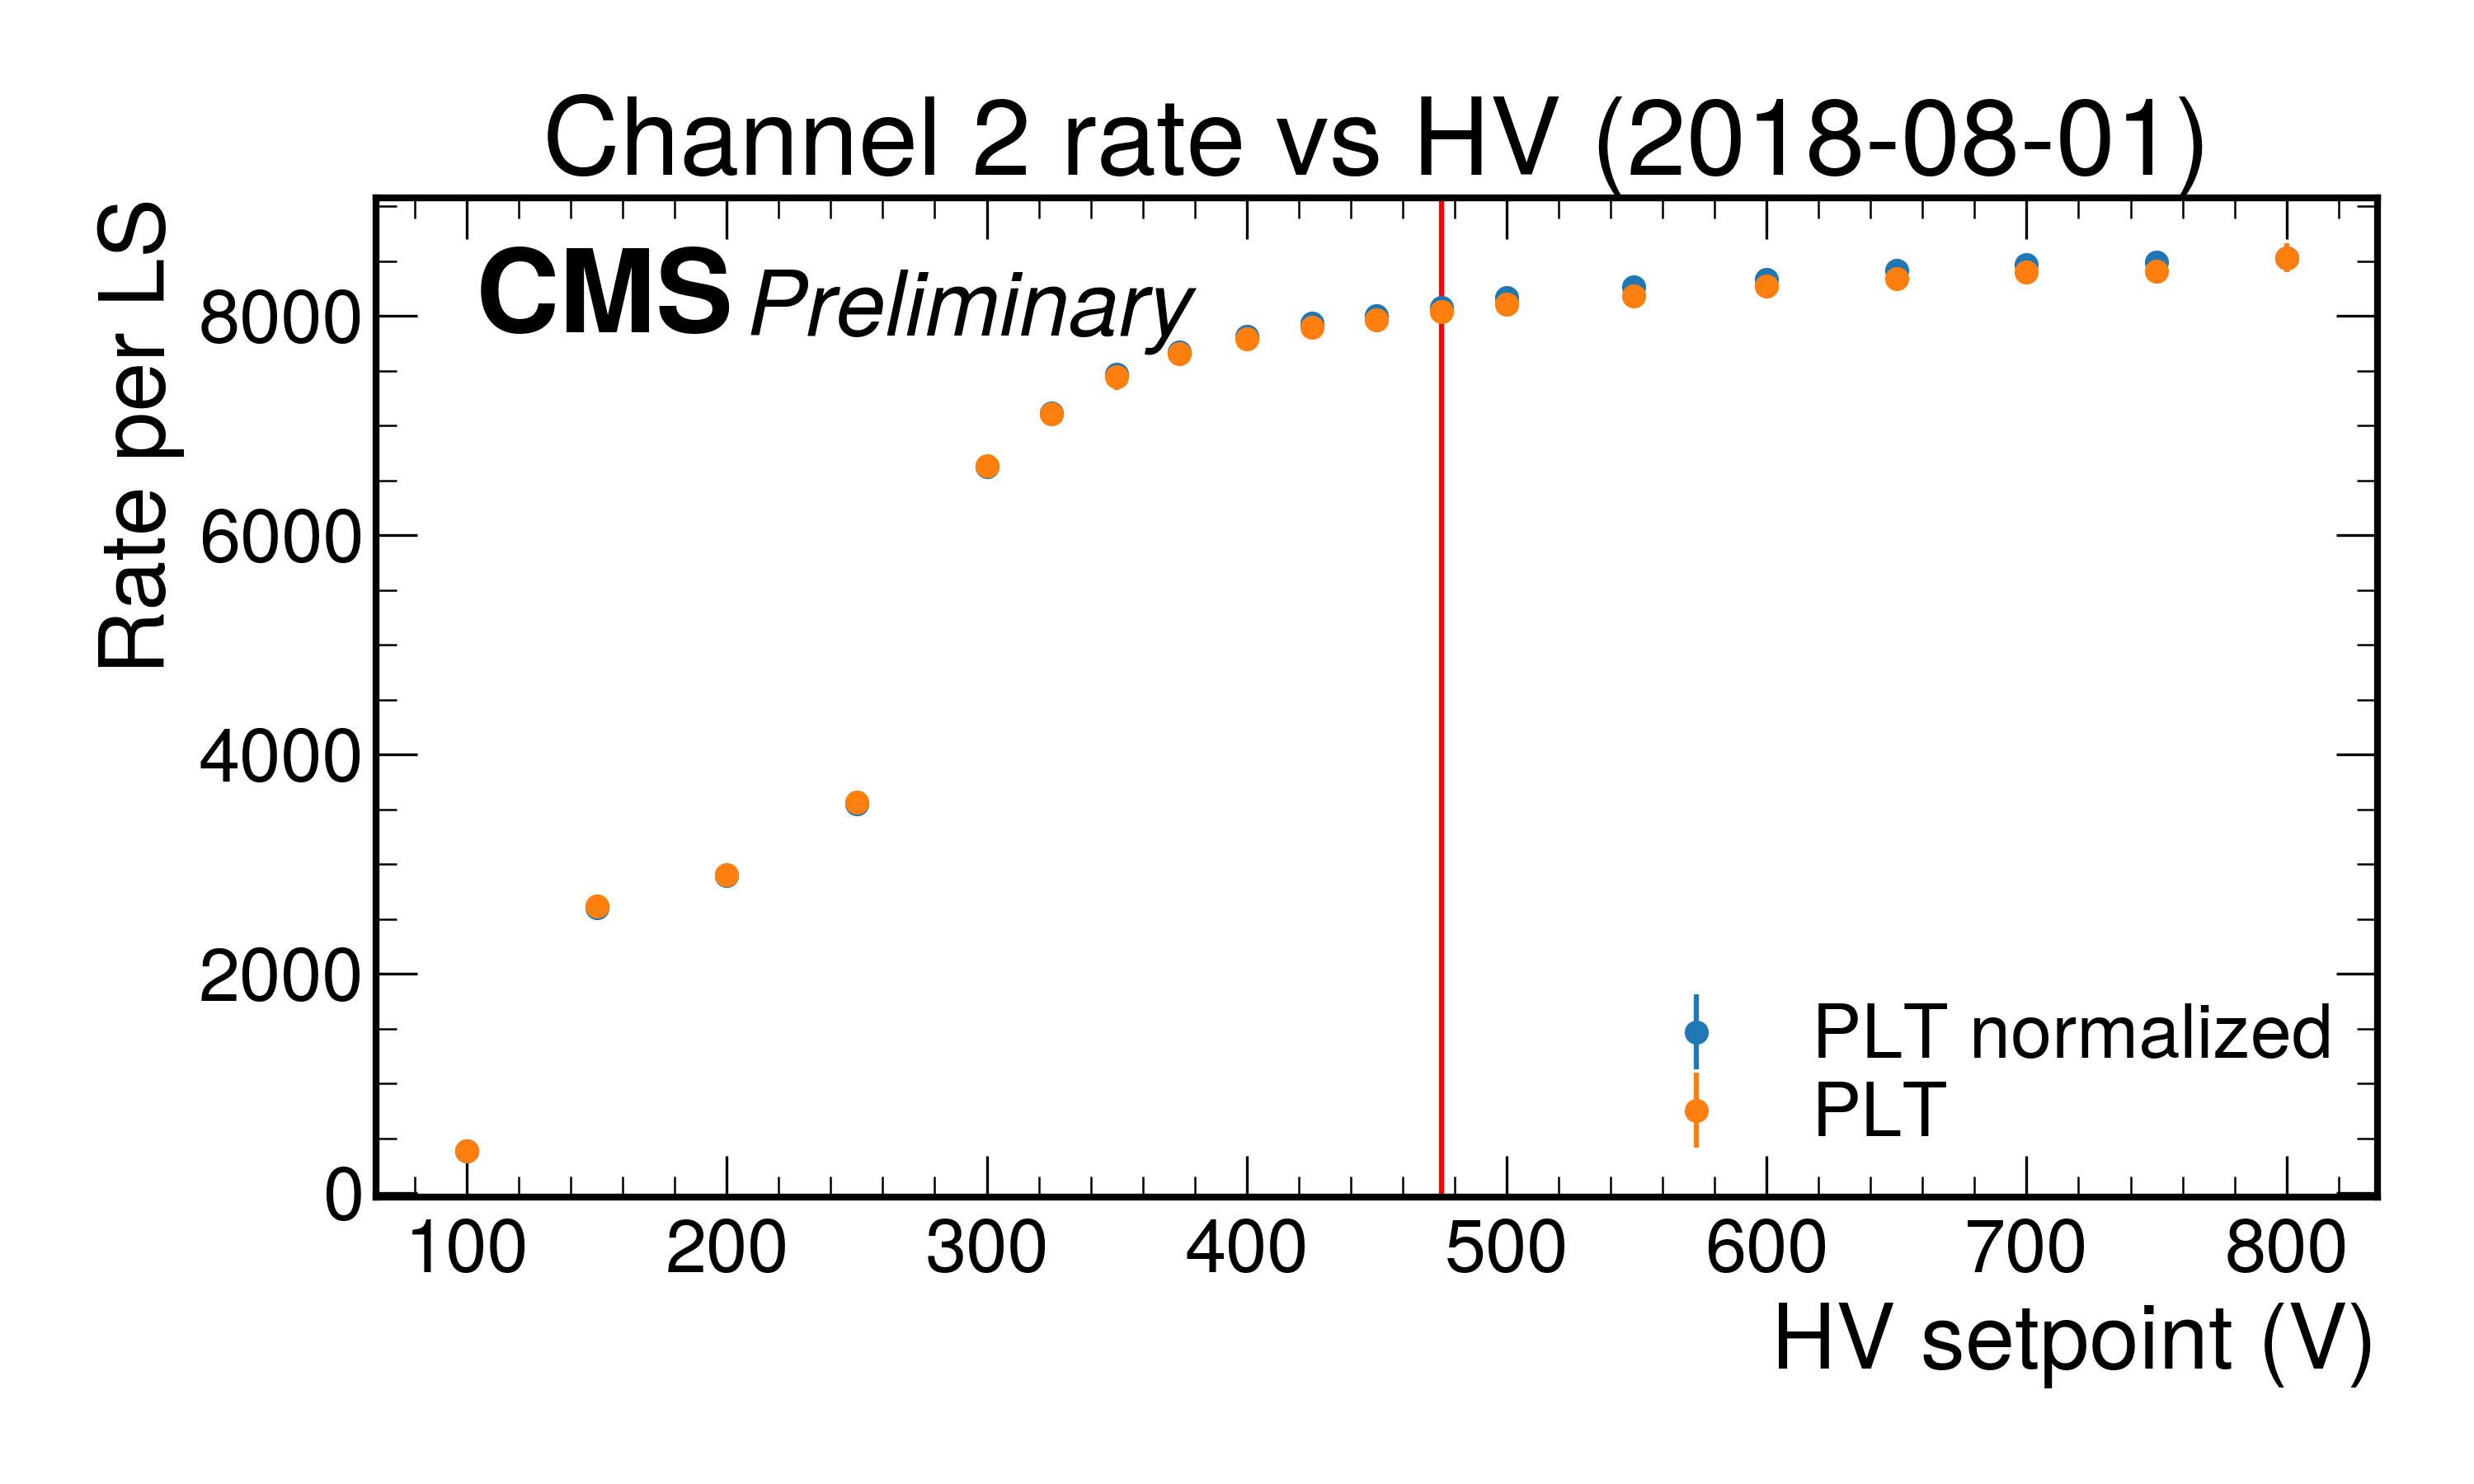 Channel 2 rate vs HV (2018-08-01)
CMS Preliminary
Rate per LS
8000
6000
4000
2000
0
PLT normalized
PLT
100 200 300 400 500 600 700 800
HV setpoint (V)